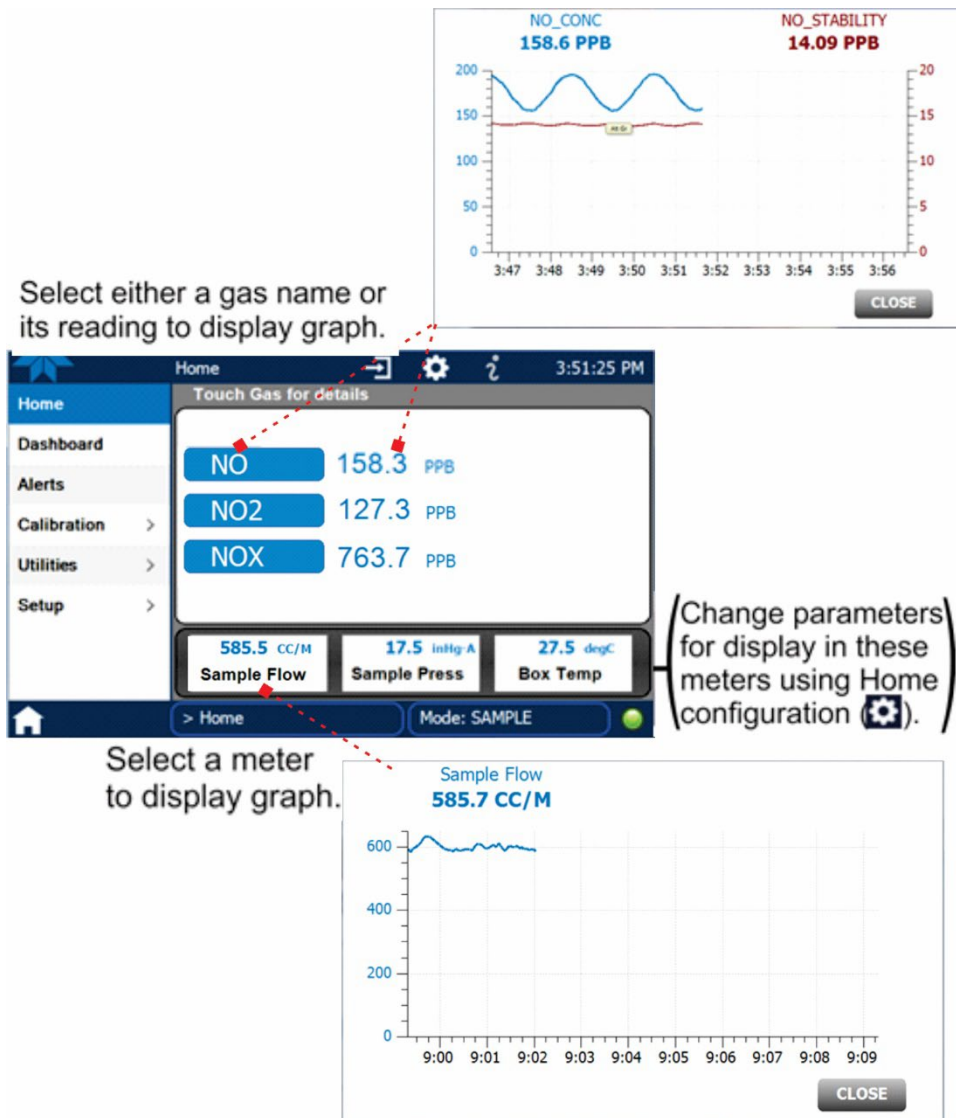 NO_CONC
158.6 PPB
NO_STABILITY
14.09 PPB
200
150
100
50
0
20
15
10
5
0
3:47 3:48 3:49 3:50 3:51 3:52 3:53 3:54 3:55 3:56
CLOSE
Select either a gas name or
its reading to display graph.
Home
3:51:25 PM
Home
Dashboard
Alerts
Calibration >
Utilities >
Setup >
Touch Gas for details
NO 158.3 PPB
NO2 127.3 PPB
NOX 763.7 PPB
585.5 CC/M
Sample Flow
17.5 inHg-A
Sample Press
27.5 degC
Box Temp
> Home
Mode: SAMPLE
(Change parameters
for display in these
meters using Home
configuration ( ).)
Select a meter
to display graph.
Sample Flow
585.7 CC/M
600
400
200
0
9:00 9:01 9:02 9:03 9:04 9:05 9:06 9:07 9:08 9:09
CLOSE